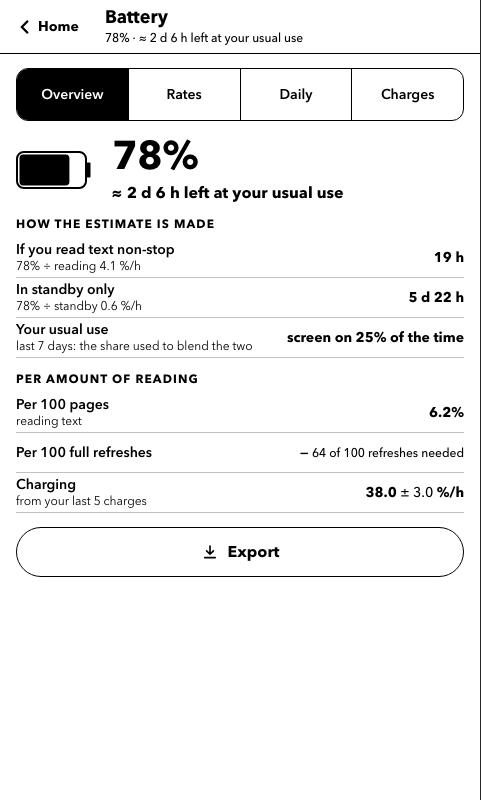 Home
Battery
78% · ≈ 2 d 6 h left at your usual use
Overview
Rates
Daily
Charges
78%
≈ 2 d 6 h left at your usual use
HOW THE ESTIMATE IS MADE
If you read text non-stop
78% ÷ reading 4.1 %/h
19 h
In standby only
78% ÷ standby 0.6 %/h
5 d 22 h
Your usual use
last 7 days: the share used to blend the two
screen on 25% of the time
PER AMOUNT OF READING
Per 100 pages
reading text
6.2%
Per 100 full refreshes
– 64 of 100 refreshes needed
Charging
from your last 5 charges
38.0 ± 3.0 %/h
Export